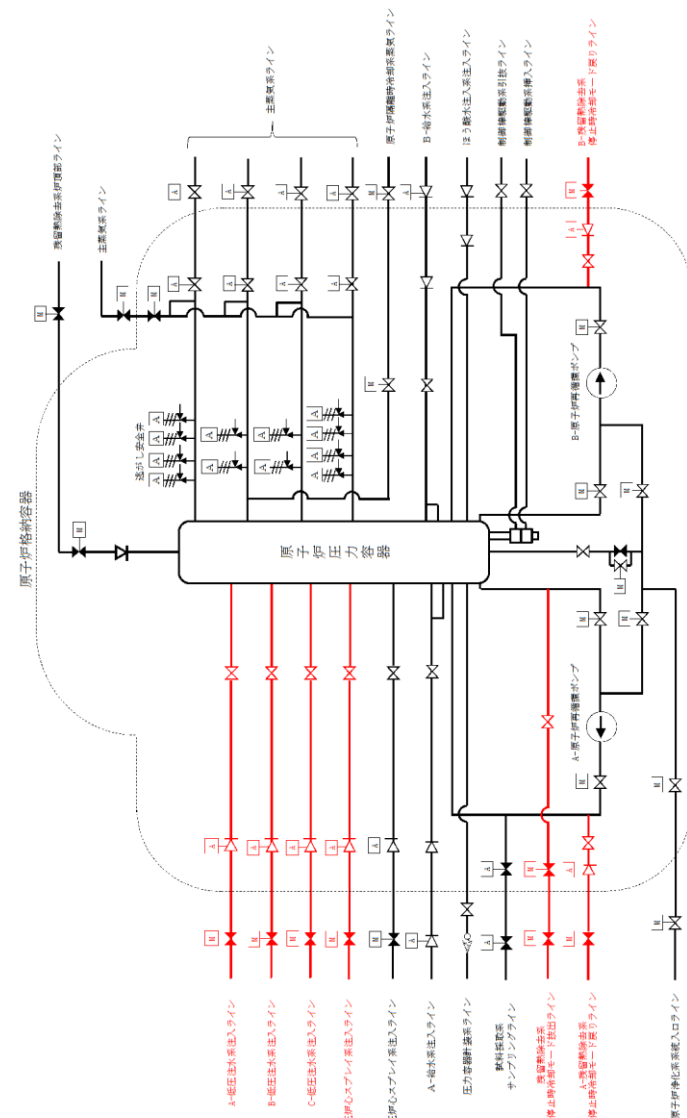 原子炉格納容器
残留熱除去系炉頂部ライン
主蒸気系ライン
主蒸気系ライン
原子炉隔離時冷却系蒸気ライン
B-給水系注入ライン
ほう酸水注入系注入ライン
制御棒駆動系引抜ライン
制御棒駆動系挿入ライン
B-残留熱除去系
停止時冷却モード戻りライン
逃がし安全弁
原子炉圧力容器
B-原子炉再循環ポンプ
A-原子炉再循環ポンプ
A-低圧注水系注入ライン
B-低圧注水系注入ライン
C-低圧注水系注入ライン
圧炉心スプレイ系注入ライン
圧炉心スプレイ系注入ライン
A-給水系注入ライン
圧力容器計装系ライン
試料採取系
サンプリングライン
残留熱除去系
停止時冷却モード抜出ライン
A-残留熱除去系
停止時冷却モード戻りライン
原子炉浄化系系統入口ライン